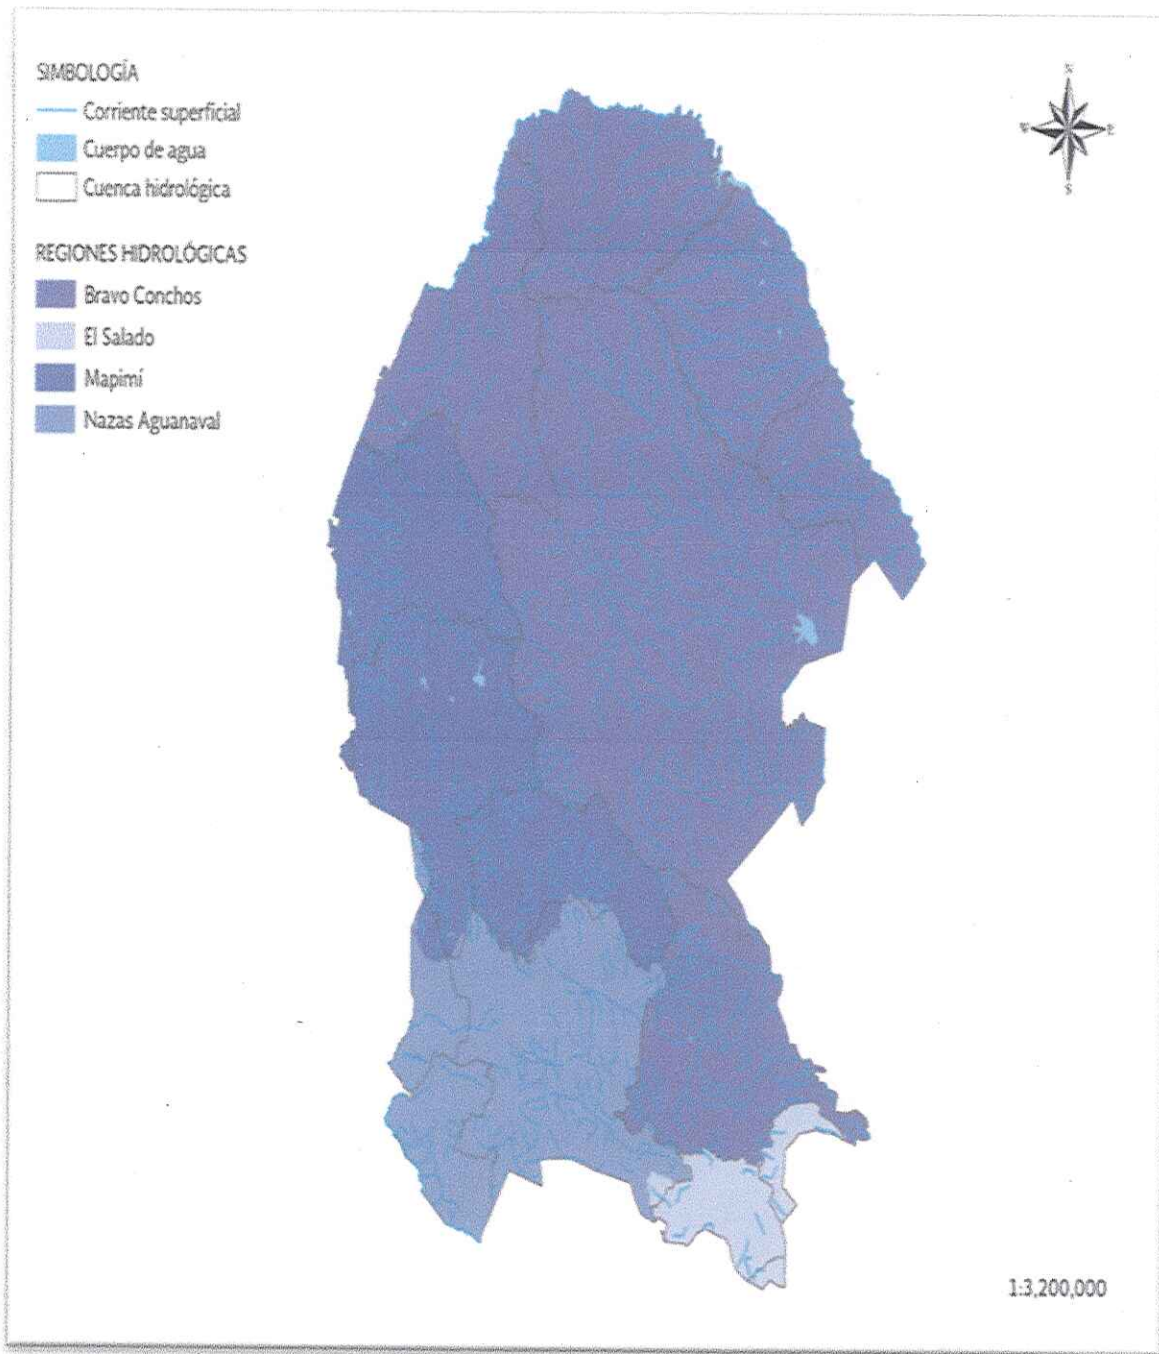 SIMBOLOGÍA
Corriente superficial
Cuerpo de agua
Cuenca hidrológica
REGIONES HIDROLÓGICAS
Bravo Conchos
El Salado
Mapimí
Nazas Aguanaval
N
W
E
S
1:3,200,000